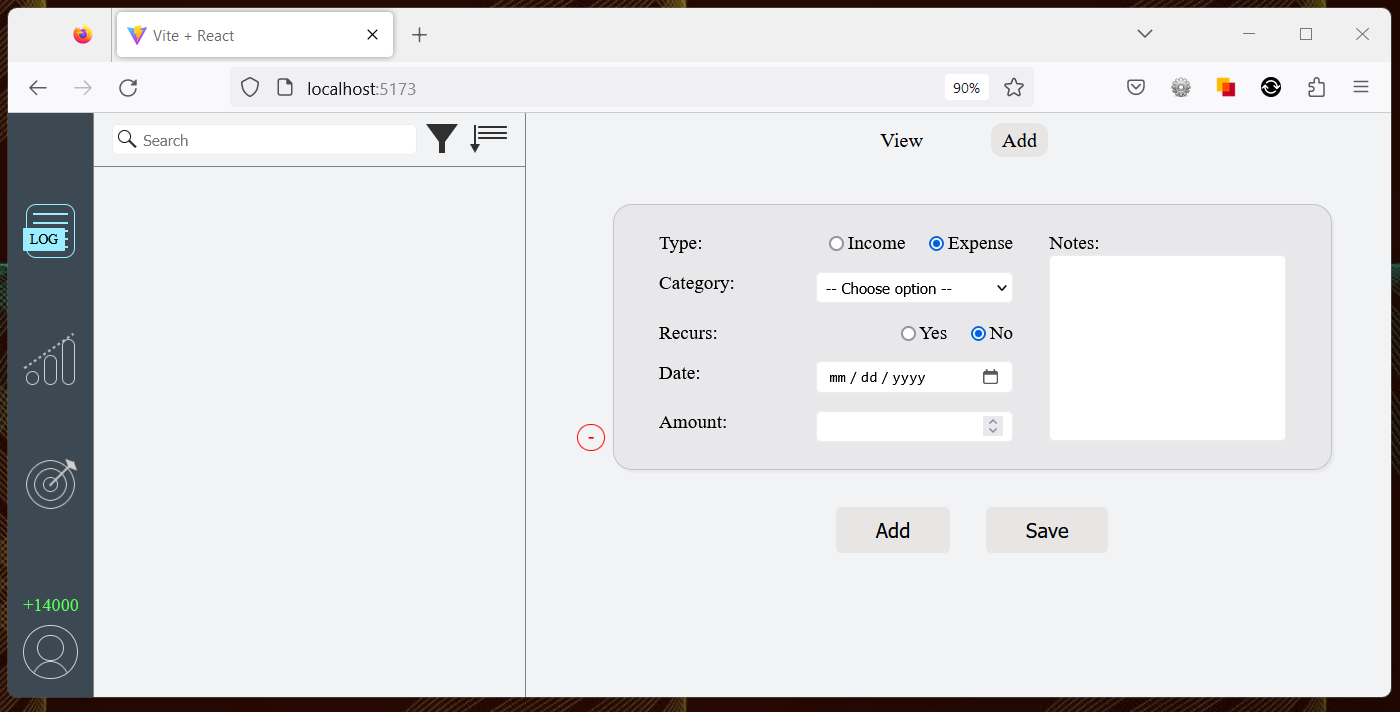 Vite + React
localhost:5173
90%
Search
View
Add
LOG
Type:
Income
Expense
Notes:
Category:
-- Choose option --
Recurs:
Yes
No
Date:
mm / dd / yyyy
Amount:
-
Add
Save
+14000